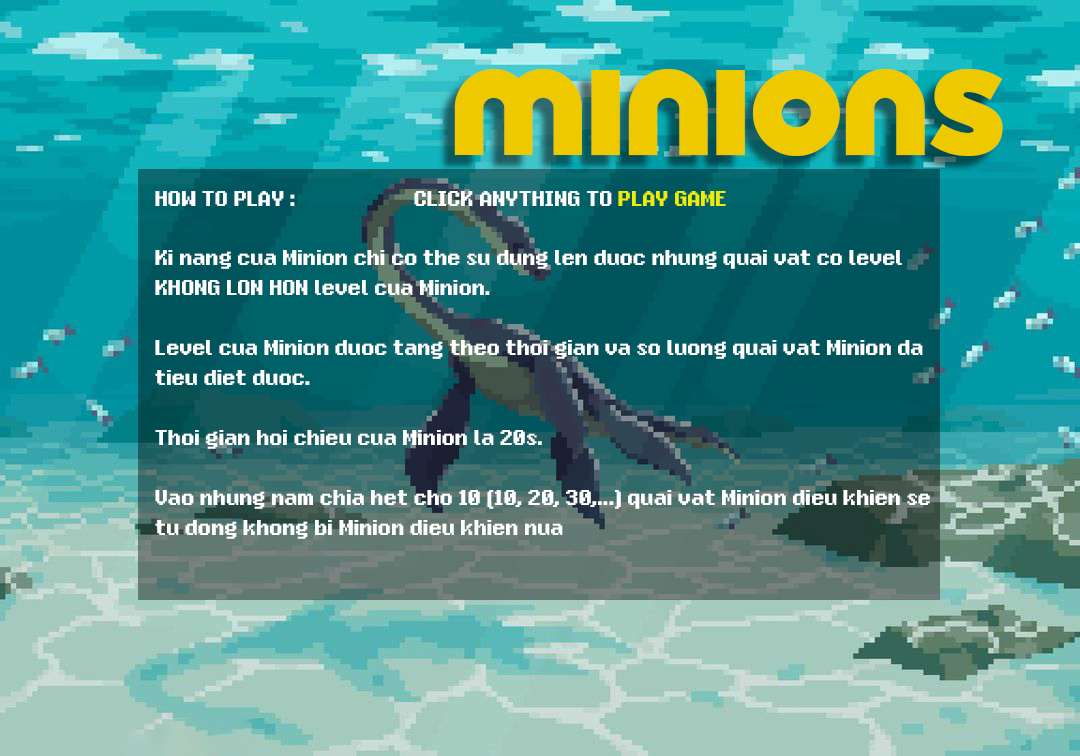 MINIONS
HOW TO PLAY : CLICK ANYTHING TO PLAY GAME
Ki nang cua Minion chi co the su dung len duoc nhung quai vat co level
KHONG LON HON level cua Minion.
Level cua Minion duoc tang theo thoi gian va so luong quai vat Minion da
tieu diet duoc.
Thoi gian hoi chieu cua Minion la 20s.
Vao nhung nam chia het cho 10 (10, 20, 30,...) quai vat Minion dieu khien se
tu dong khong bi Minion dieu khien nua